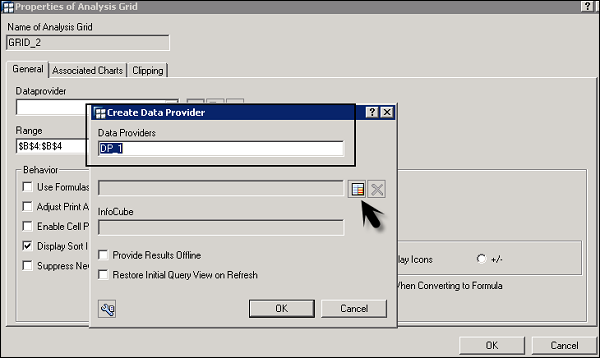 Properties of Analysis Grid
Name of Analysis Grid
GRID_2
General Associated Charts Clipping
Dataprovider
Create Data Provider
Range
Data Providers
$B$4:$B$4
DP_1
Behavior
Use Formulas
Adjust Print A
InfoCube
Enable Cell P
Display Sort I
Provide Results Offline
lay Icons
+/-
Suppress Ne
Restore Initial Query View on Refresh
When Converting to Formula
OK Cancel
OK Cancel